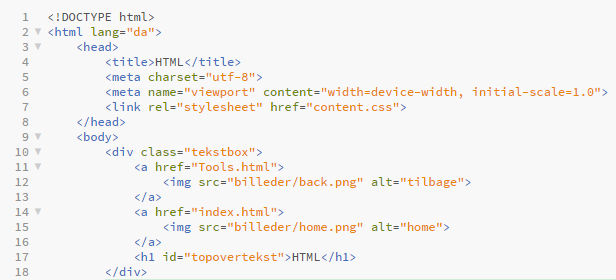 1 <!DOCTYPE html>
2 <html lang="da">
3     <head>
4         <title>HTML</title>
5         <meta charset="utf-8">
6         <meta name="viewport" content="width=device-width, initial-scale=1.0">
7         <link rel="stylesheet" href="content.css">
8     </head>
9     <body>
10         <div class="tekstbox">
11             <a href="Tools.html">
12                 <img src="billeder/back.png" alt="tilbage">
13             </a>
14             <a href="index.html">
15                 <img src="billeder/home.png" alt="home">
16             </a>
17             <h1 id="topovertekst">HTML</h1>
18         </div>